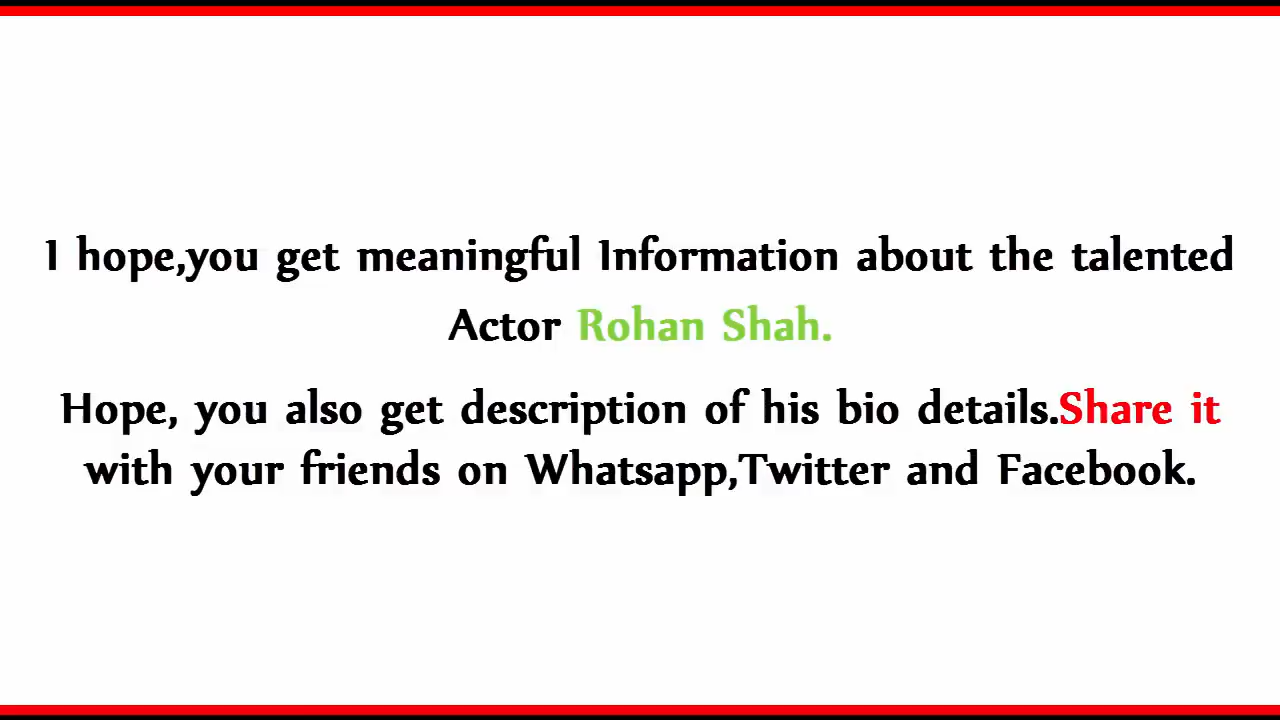 I hope,you get meaningful Information about the talented
Actor Rohan Shah.
Hope, you also get description of his bio details.Share it
with your friends on Whatsapp,Twitter and Facebook.